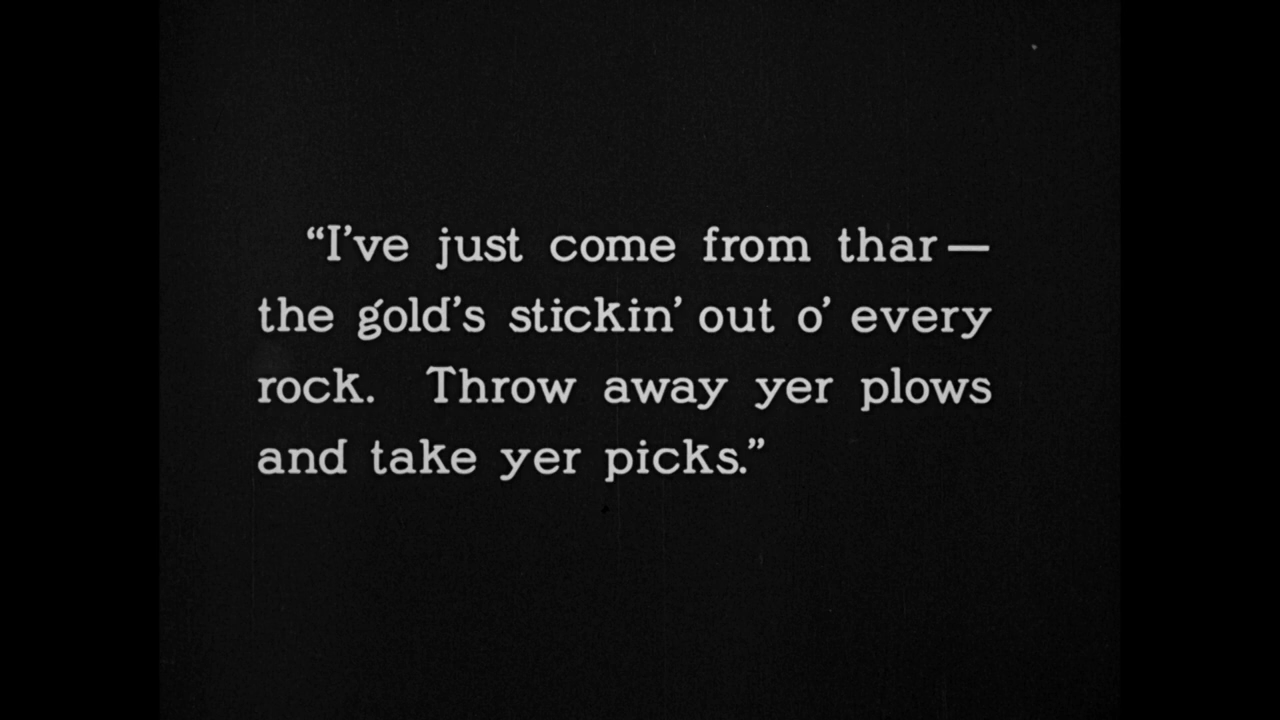 “I’ve just come from thar—
the gold’s stickin’ out o’ every
rock. Throw away yer plows
and take yer picks.”